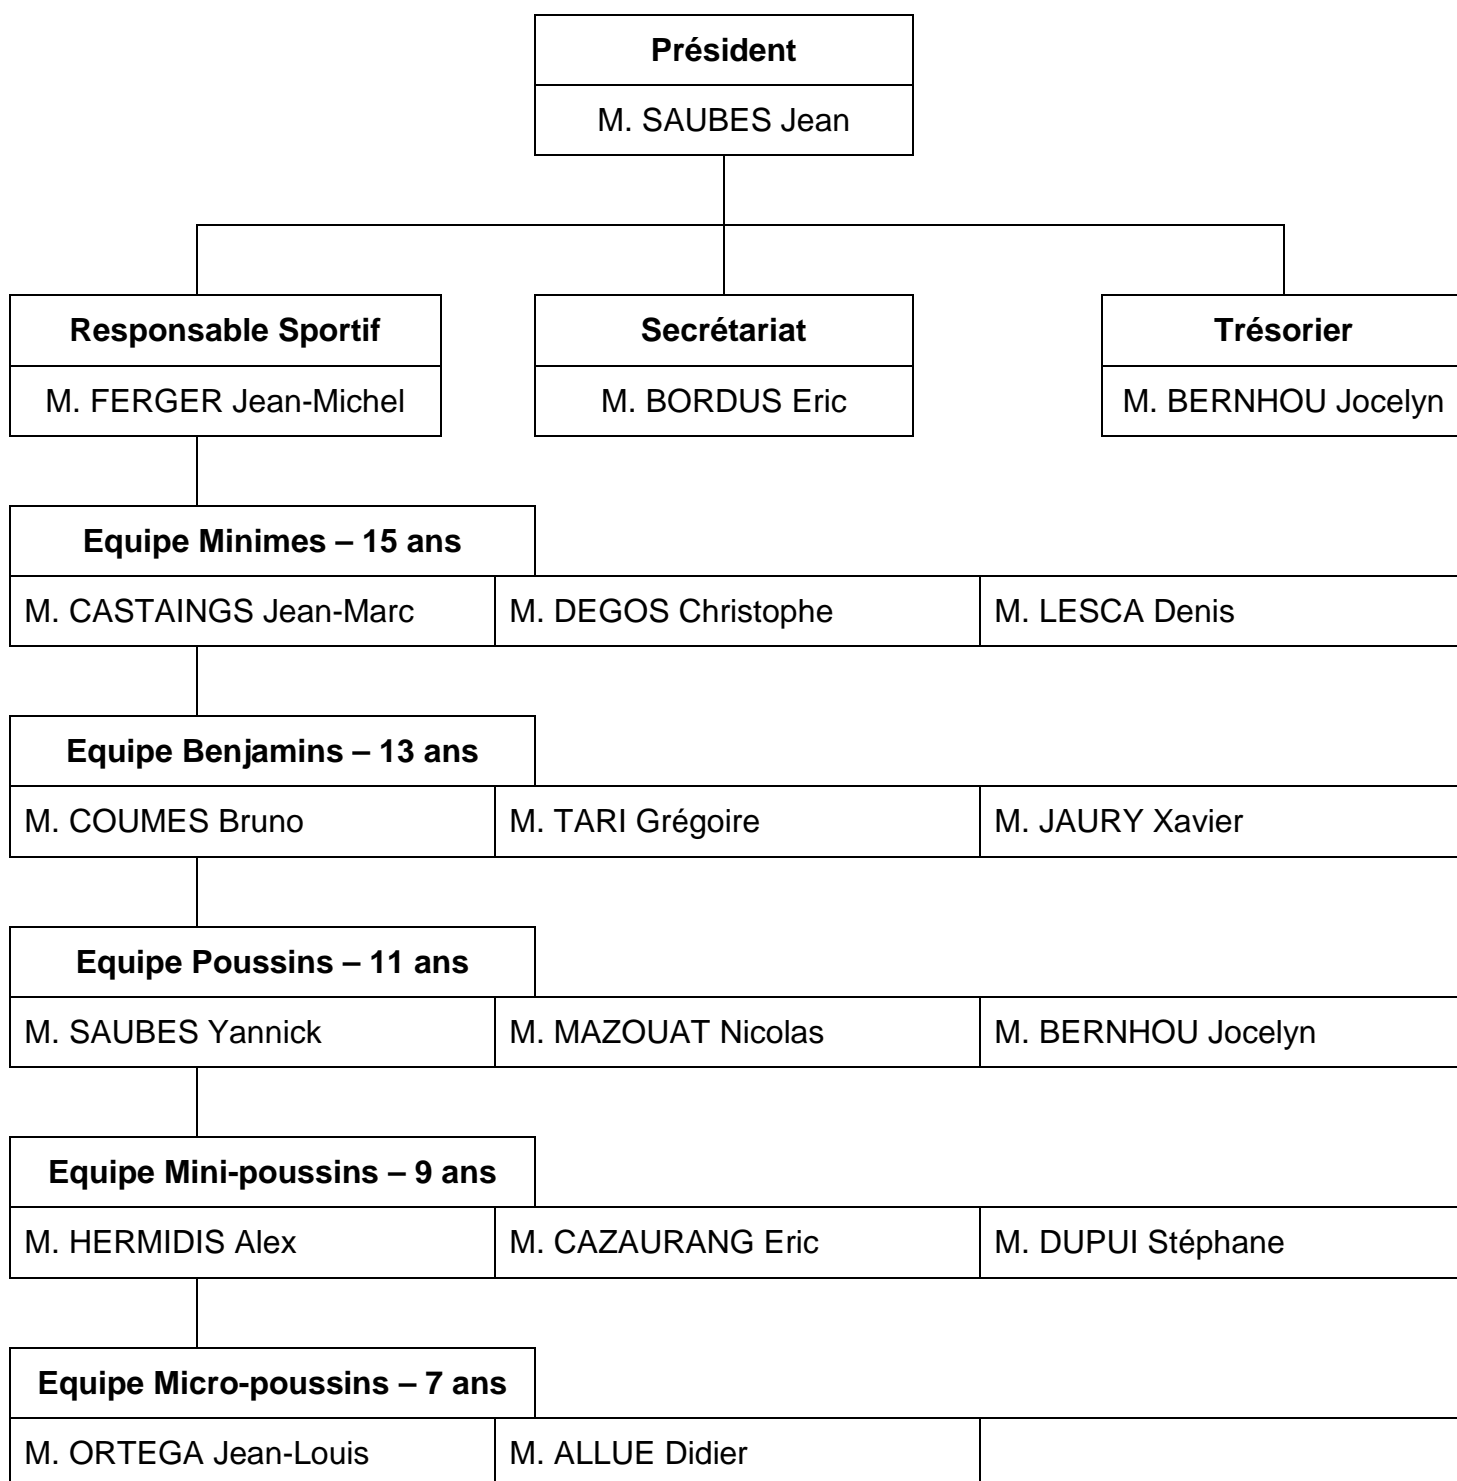 Président
M. SAUBES Jean
Responsable Sportif
Secrétariat
Trésorier
M. FERGER Jean-Michel
M. BORDUS Eric
M. BERNHOU Jocelyn
Equipe Minimes – 15 ans
M. CASTAINGS Jean-Marc
M. DEGOS Christophe
M. LESCA Denis
Equipe Benjamins – 13 ans
M. COUMES Bruno
M. TARI Grégoire
M. JAURY Xavier
Equipe Poussins – 11 ans
M. SAUBES Yannick
M. MAZOUAT Nicolas
M. BERNHOU Jocelyn
Equipe Mini-poussins – 9 ans
M. HERMIDIS Alex
M. CAZAURANG Eric
M. DUPUI Stéphane
Equipe Micro-poussins – 7 ans
M. ORTEGA Jean-Louis
M. ALLUE Didier